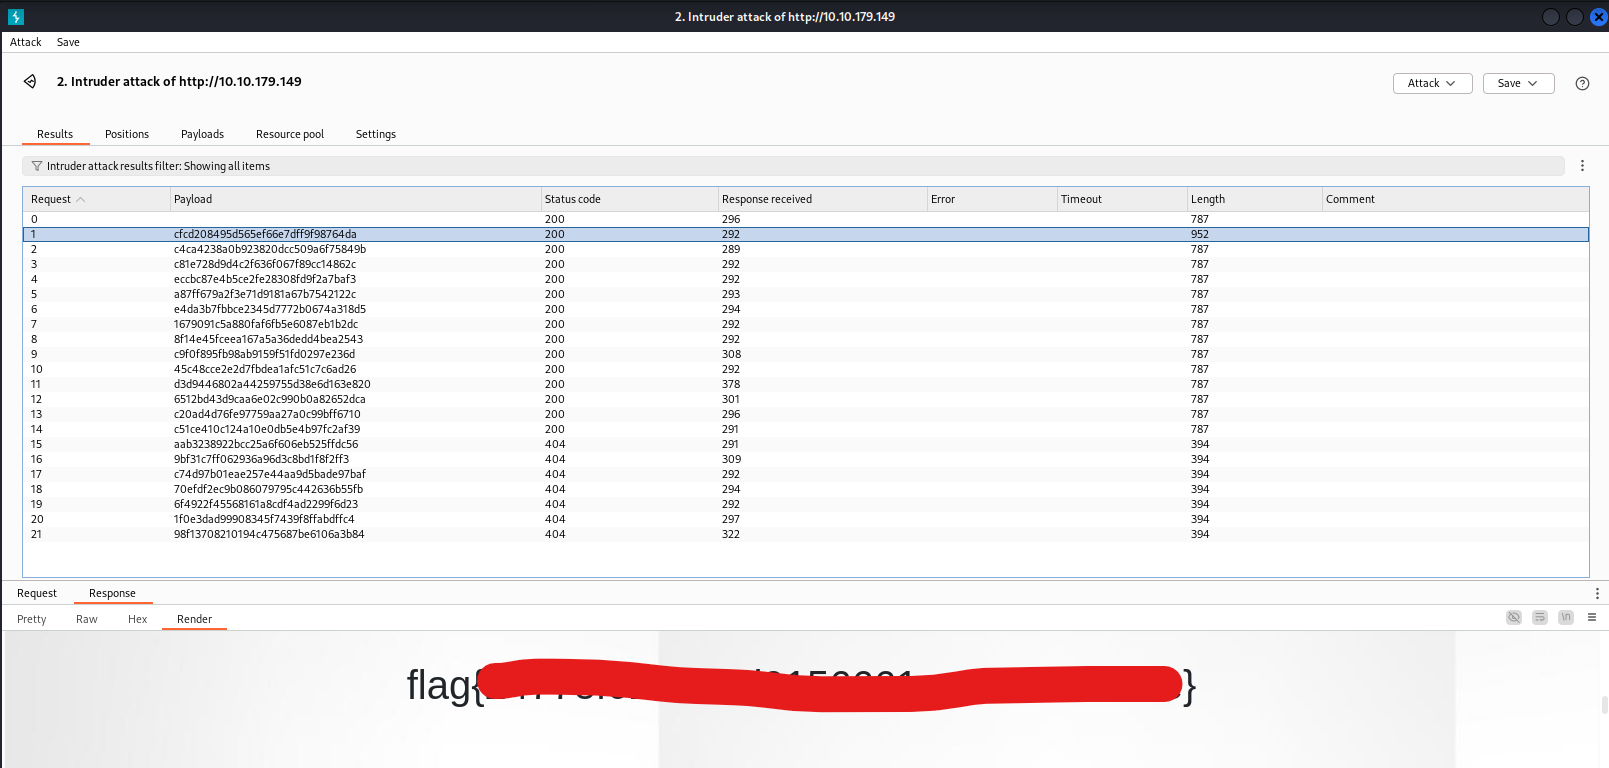 2. Intruder attack of http://10.10.179.149
Attack Save
2. Intruder attack of http://10.10.179.149
Attack Save
Results Positions Payloads Resource pool Settings
Intruder attack results filter: Showing all items
Request Payload Status code Response received Error Timeout Length Comment
0 200 296 787
1 cfcd208495d565ef66e7dff9f98764da 200 292 952
2 c4ca4238a0b923820dcc509a6f75849b 200 289 787
3 c81e728d9d4c2f636f067f89cc14862c 200 292 787
4 eccbc87e4b5ce2fe28308fd9f2a7baf3 200 292 787
5 a87ff679a2f3e71d9181a67b7542122c 200 293 787
6 e4da3b7fbbce2345d7772b0674a318d5 200 294 787
7 1679091c5a880faf6fb5e6087eb1b2dc 200 292 787
8 8f14e45fceea167a5a36dedd4bea2543 200 292 787
9 c9f0f895fb98ab9159f51fd0297e236d 200 308 787
10 45c48cce2e2d7fbdea1afc51c7c6ad26 200 292 787
11 d3d9446802a44259755d38e6d163e820 200 378 787
12 6512bd43d9caa6e02c990b0a82652dca 200 301 787
13 c20ad4d76fe97759aa27a0c99bff6710 200 296 787
14 c51ce410c124a10e0db5e4b97fc2af39 200 291 787
15 aab3238922bcc25a6f606eb525ffdc56 404 291 394
16 9bf31c7ff062936a96d3c8bd1f8f2ff3 404 309 394
17 c74d97b01eae257e44aa9d5bade97baf 404 292 394
18 70efdf2ec9b086079795c442636b55fb 404 294 394
19 6f4922f45568161a8cdf4ad2299f6d23 404 292 394
20 1f0e3dad99908345f7439f8ffabdffc4 404 297 394
21 98f13708210194c475687be6106a3b84 404 322 394
Request Response
Pretty Raw Hex Render
\n
flag{ }